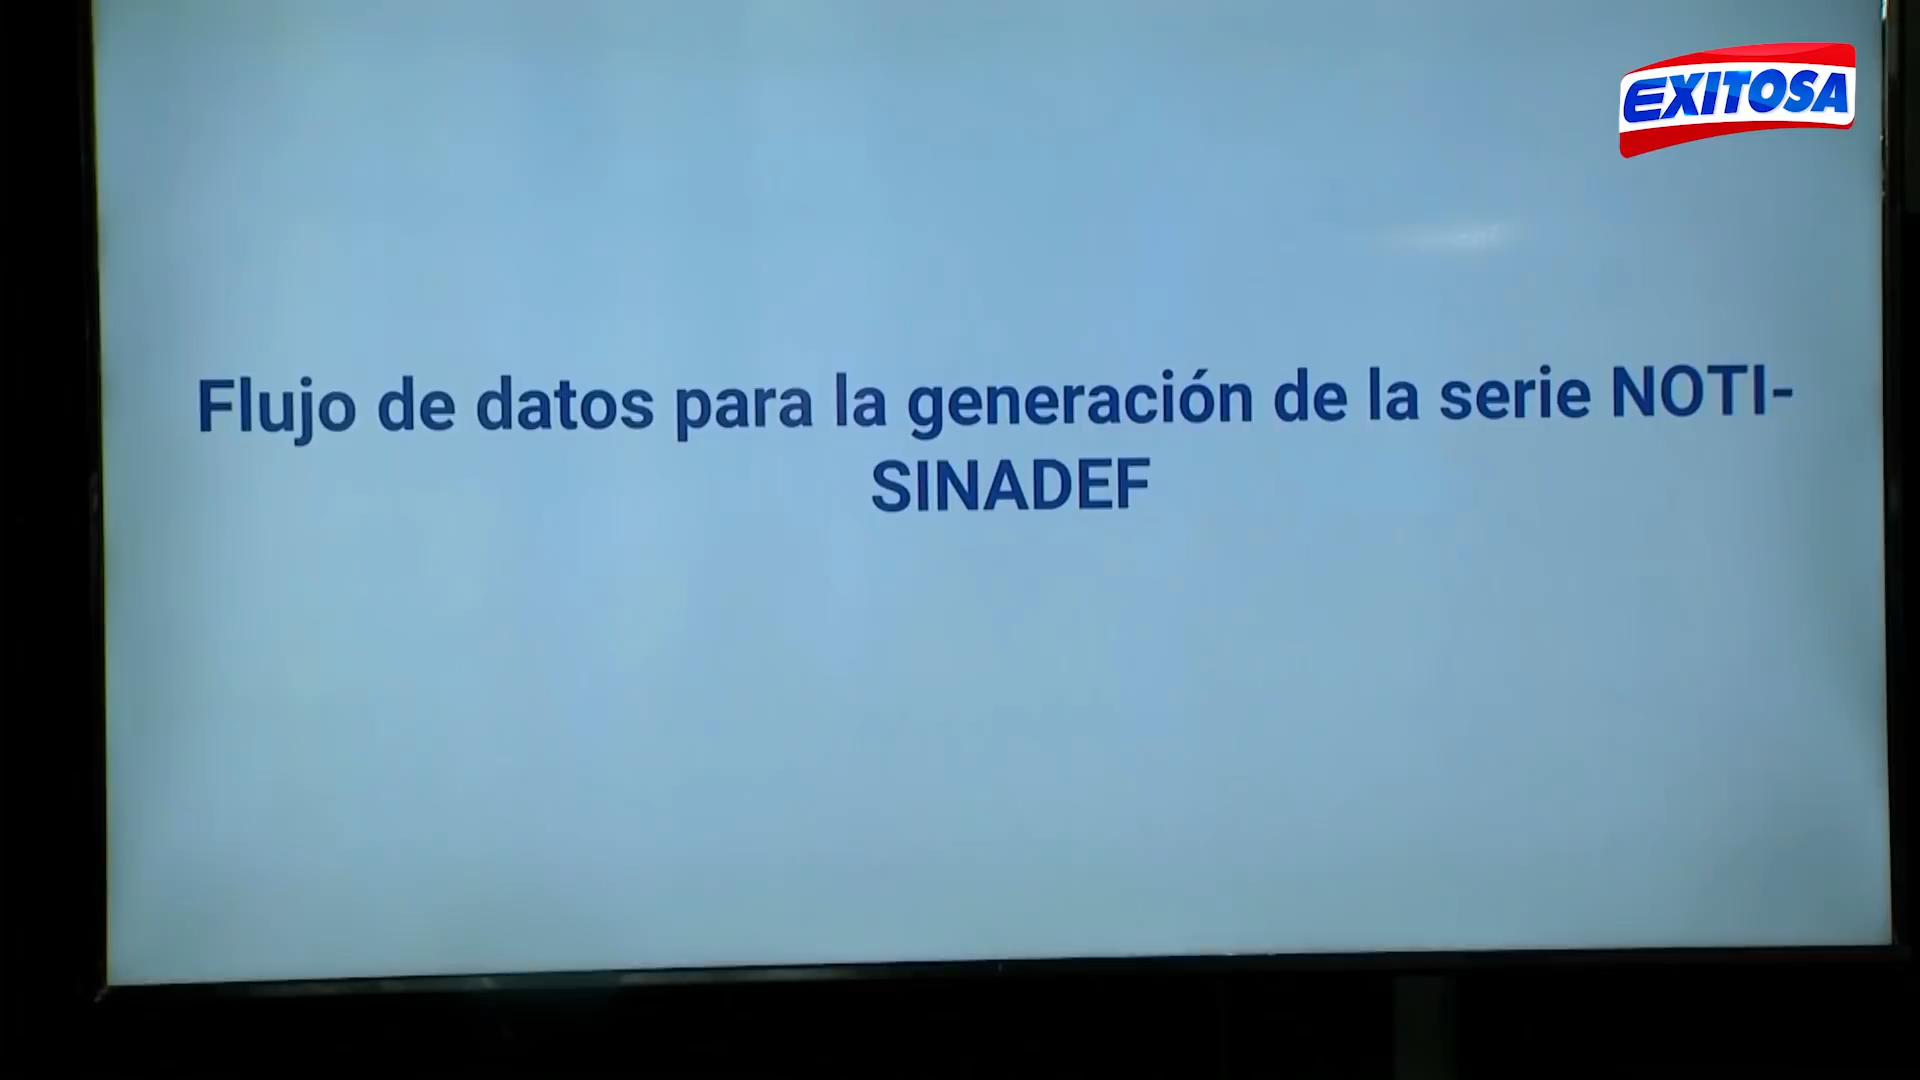 EXITOSA
Flujo de datos para la generación de la serie NOTI-
SINADEF